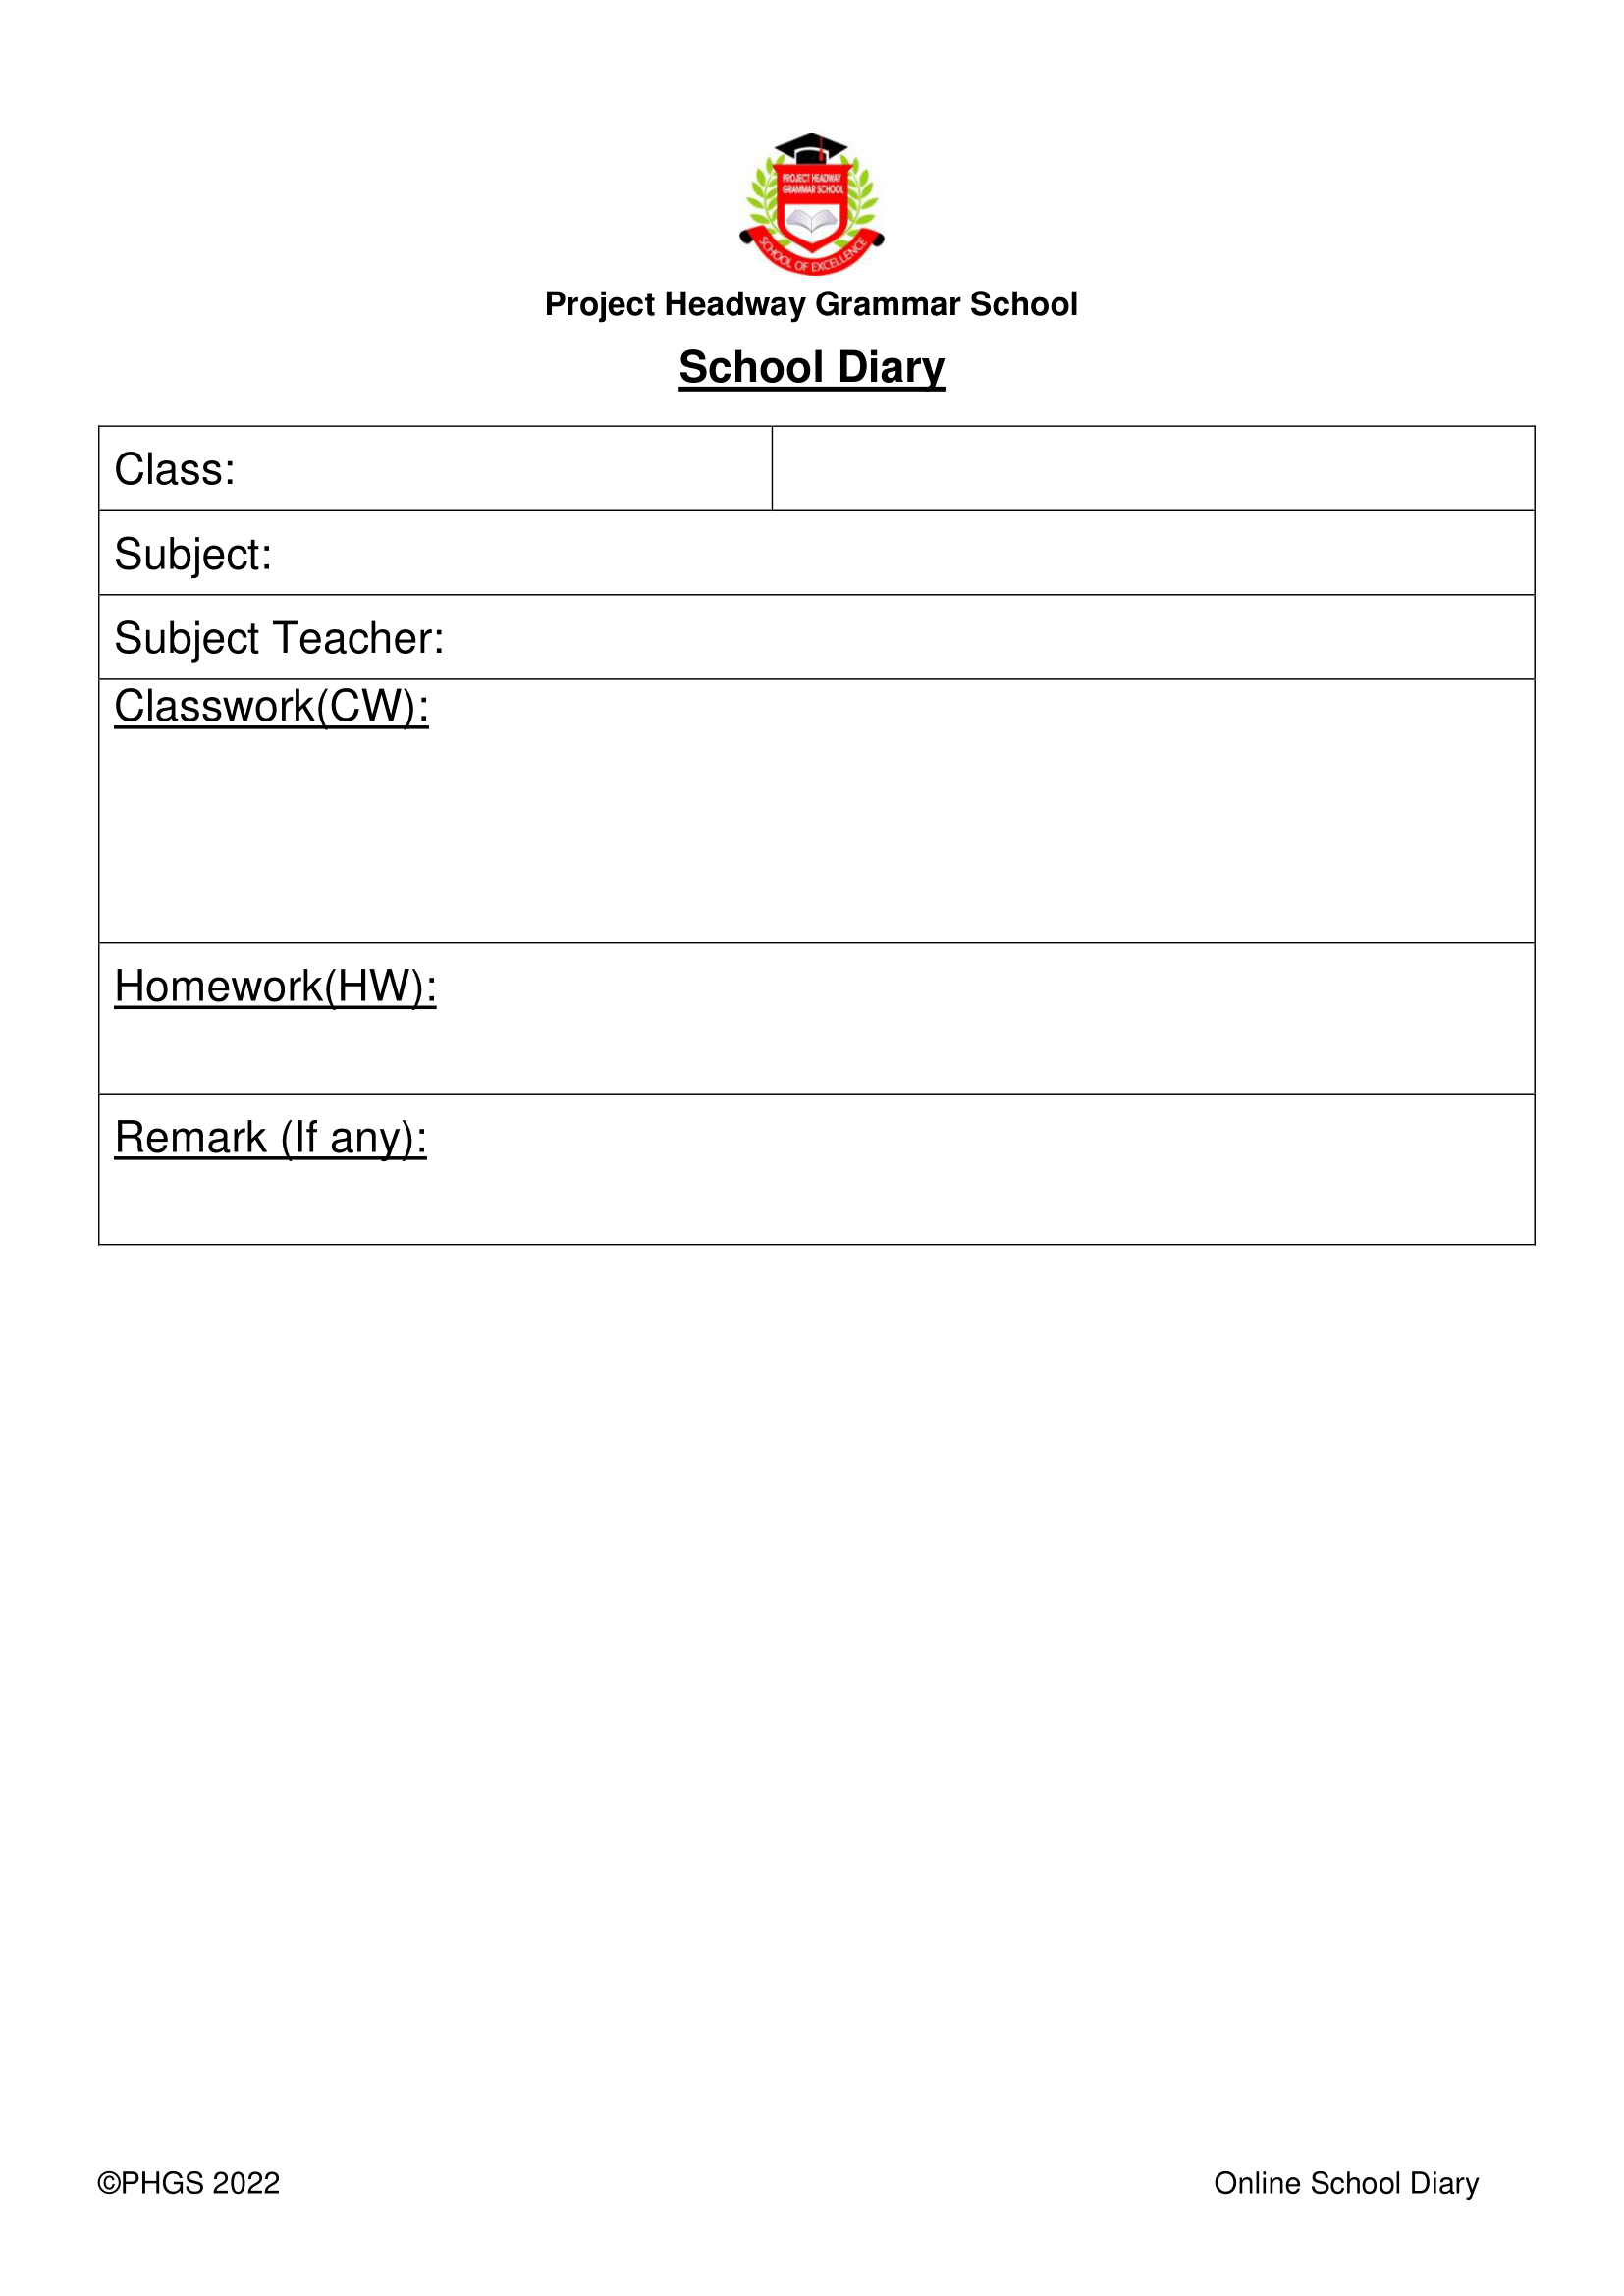 PROJECT HEADWAY
GRAMMAR SCHOOL
SCHOOL OF EXCELLENCE
Project Headway Grammar School
School Diary
Class:
Subject:
Subject Teacher:
Classwork(CW):
Homework(HW):
Remark (If any):
©PHGS 2022 Online School Diary